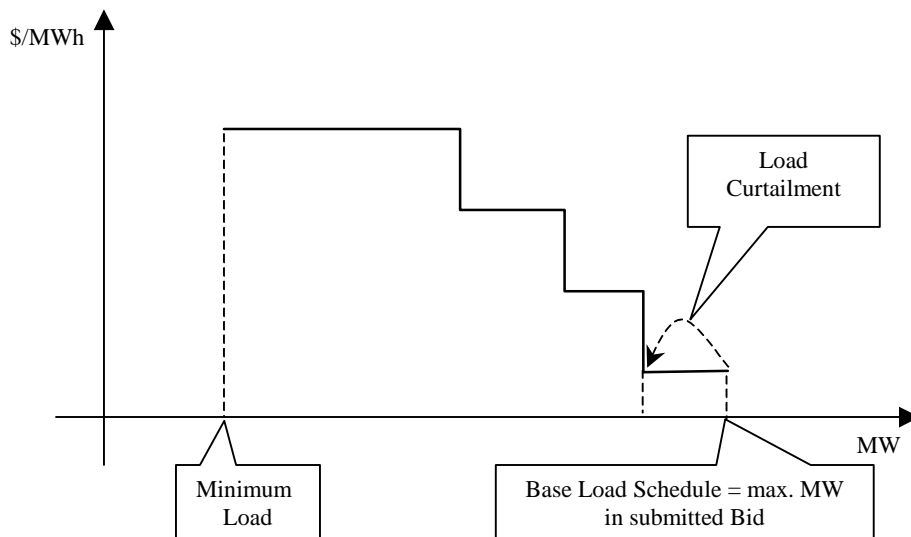 $/MWh
Load
Curtailment
MW
Minimum
Load
Base Load Schedule = max. MW
in submitted Bid